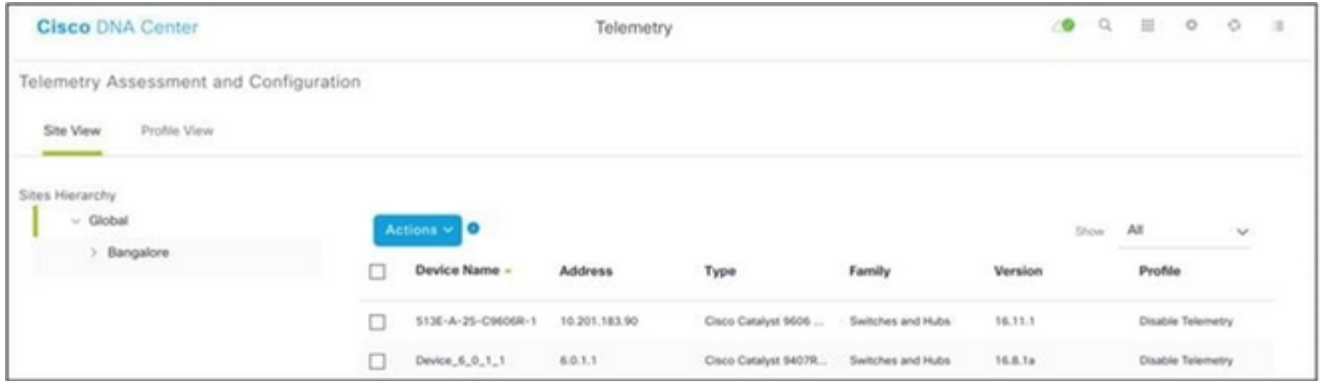 Cisco DNA Center Telemetry
Telemetry Assessment and Configuration
Site View Profile View
Sites Hierarchy
Global
Bangalore
Actions
Show All
Device Name Address Type Family Version Profile
513E-A-25-C9606R-1 10.201.183.90 Cisco Catalyst 9606 ... Switches and Hubs 16.11.1 Disable Telemetry
Device_6_0_1_1 6.0.1.1 Cisco Catalyst 9407R... Switches and Hubs 16.8.1a Disable Telemetry